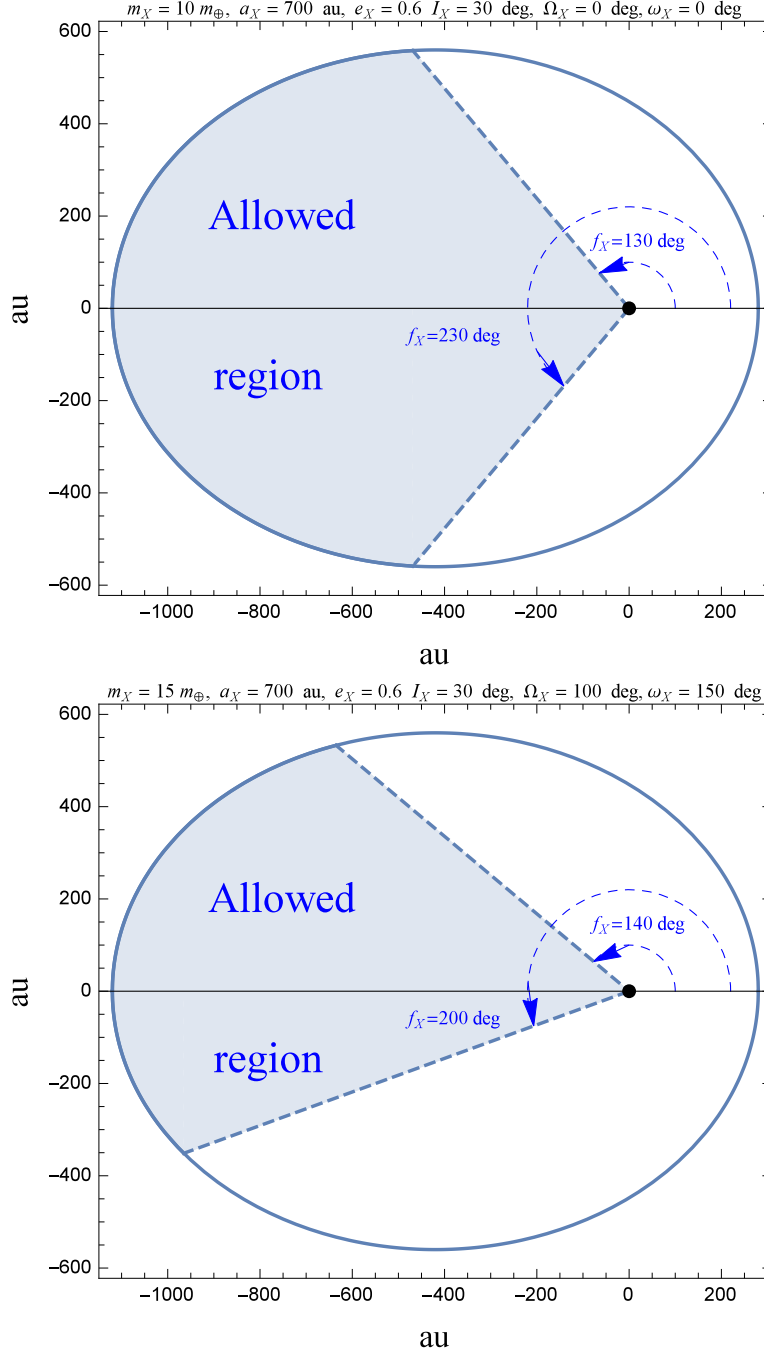 m_X = 10 m_⊕, a_X = 700 au, e_X = 0.6 I_X = 30 deg, Ω_X = 0 deg, ω_X = 0 deg
600
400
200
0
−200
−400
−600
au
Allowed
region
f_X=130 deg
f_X=230 deg
−1000 −800 −600 −400 −200 0 200
au
m_X = 15 m_⊕, a_X = 700 au, e_X = 0.6 I_X = 30 deg, Ω_X = 100 deg, ω_X = 150 deg
600
400
200
0
−200
−400
−600
au
Allowed
region
f_X=140 deg
f_X=200 deg
−1000 −800 −600 −400 −200 0 200
au